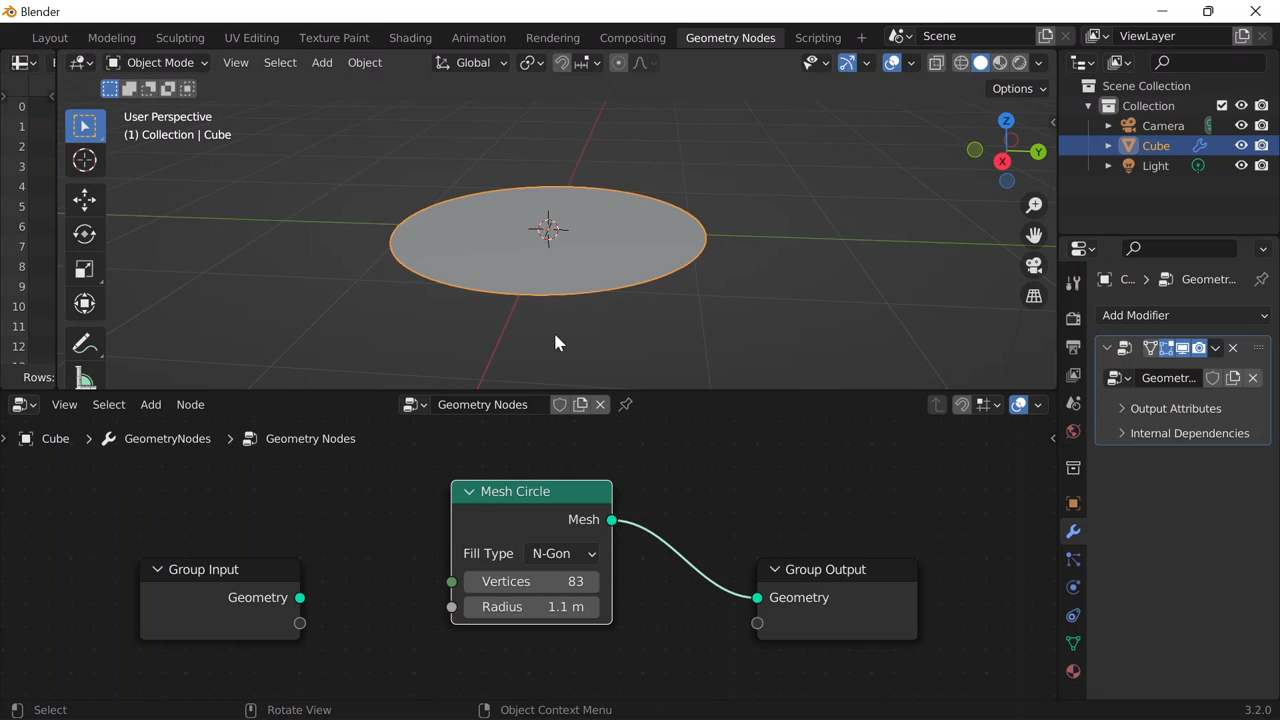 Blender
Layout Modeling Sculpting UV Editing Texture Paint Shading Animation Rendering Compositing Geometry Nodes Scripting Scene ViewLayer
Object Mode View Select Add Object Global
Options
User Perspective
(1) Collection | Cube
Z
Y
X
0
1
2
3
4
5
6
7
8
9
10
11
12
Rows:
Scene Collection
Collection
Camera
Cube
Light
C... Geometr...
Add Modifier
Geometr...
Output Attributes
Internal Dependencies
View Select Add Node Geometry Nodes
Cube GeometryNodes Geometry Nodes
Mesh Circle
Mesh
Fill Type N-Gon
Vertices 83
Radius 1.1 m
Group Input
Geometry
Group Output
Geometry
Select Rotate View Object Context Menu 3.2.0